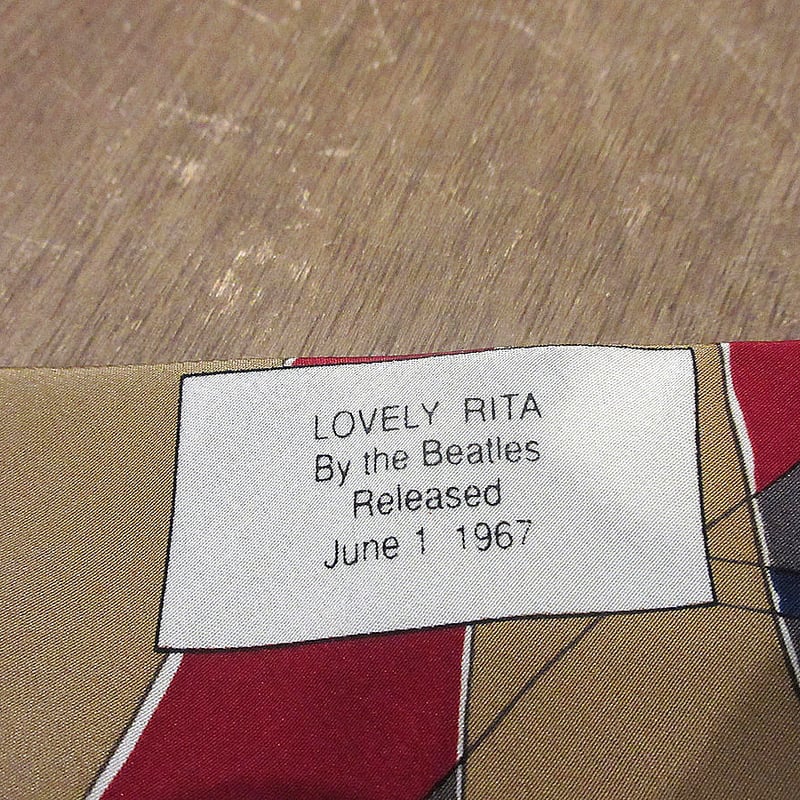 LOVELY RITA
By the Beatles
Released
June 1 1967